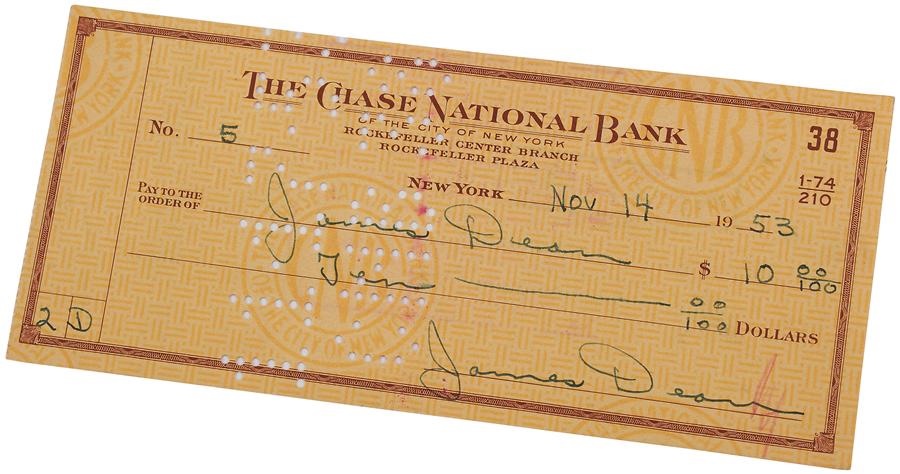 THE CHASE NATIONAL BANK
OF THE CITY OF NEW YORK
ROCKEFELLER CENTER BRANCH
ROCKEFELLER PLAZA
38
No. 5
1-74
210
NEW YORK Nov 14 19 53
PAY TO THE
ORDER OF James Dean $ 10 00/100
Ten 00/100 DOLLARS
2 D
James Dean